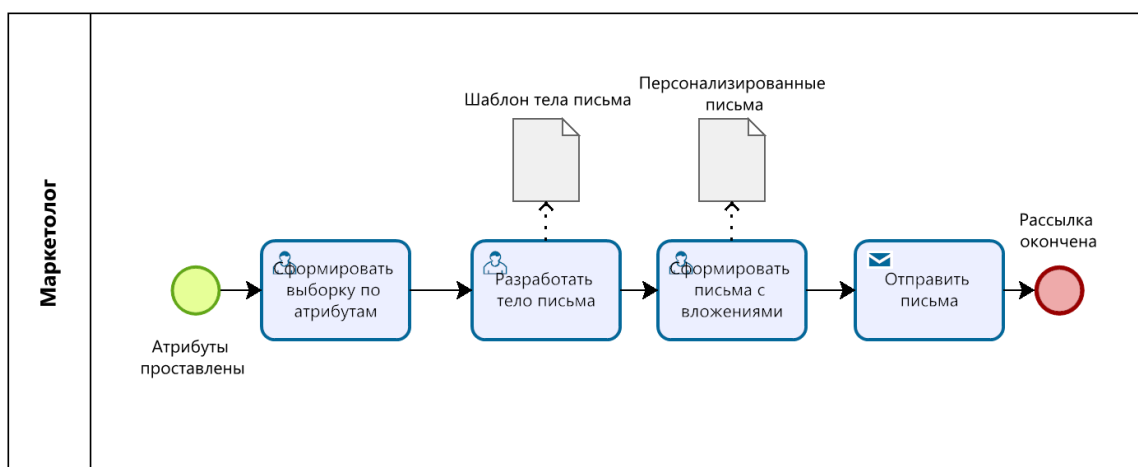 Маркетолог
Атрибуты
проставлены
Сформировать
выборку по
атрибутам
Шаблон тела письма
Разработать
тело письма
Персонализированные
письма
Сформировать
письма с
вложениями
Отправить
письма
Рассылка
окончена